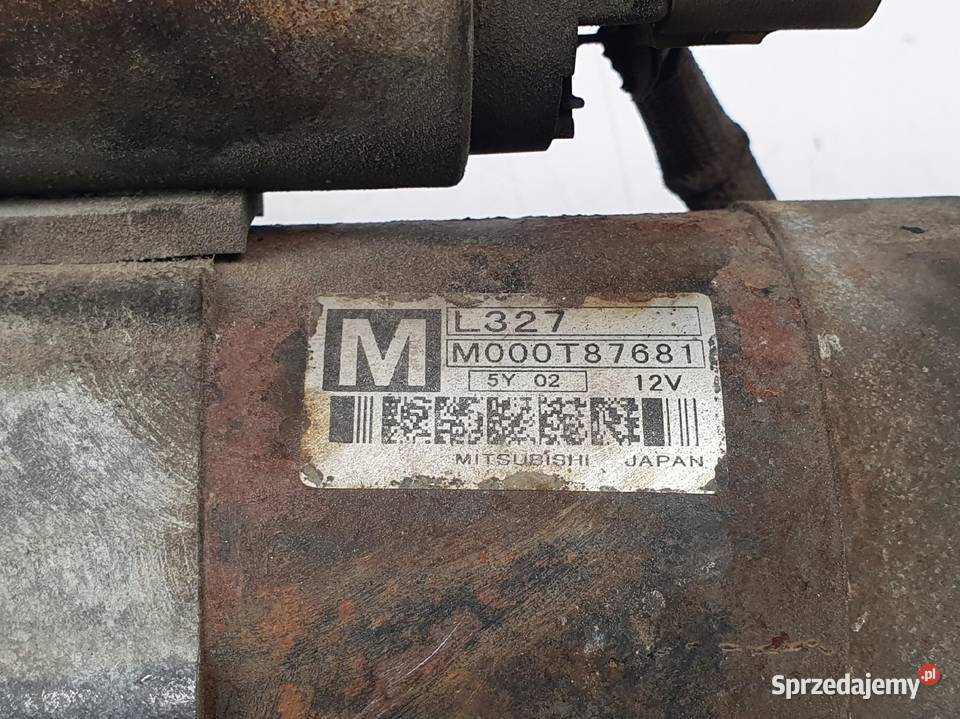 M
L327
M000T87681
5Y 02
12V
MITSUBISHI JAPAN
Sprzedajemy.pl